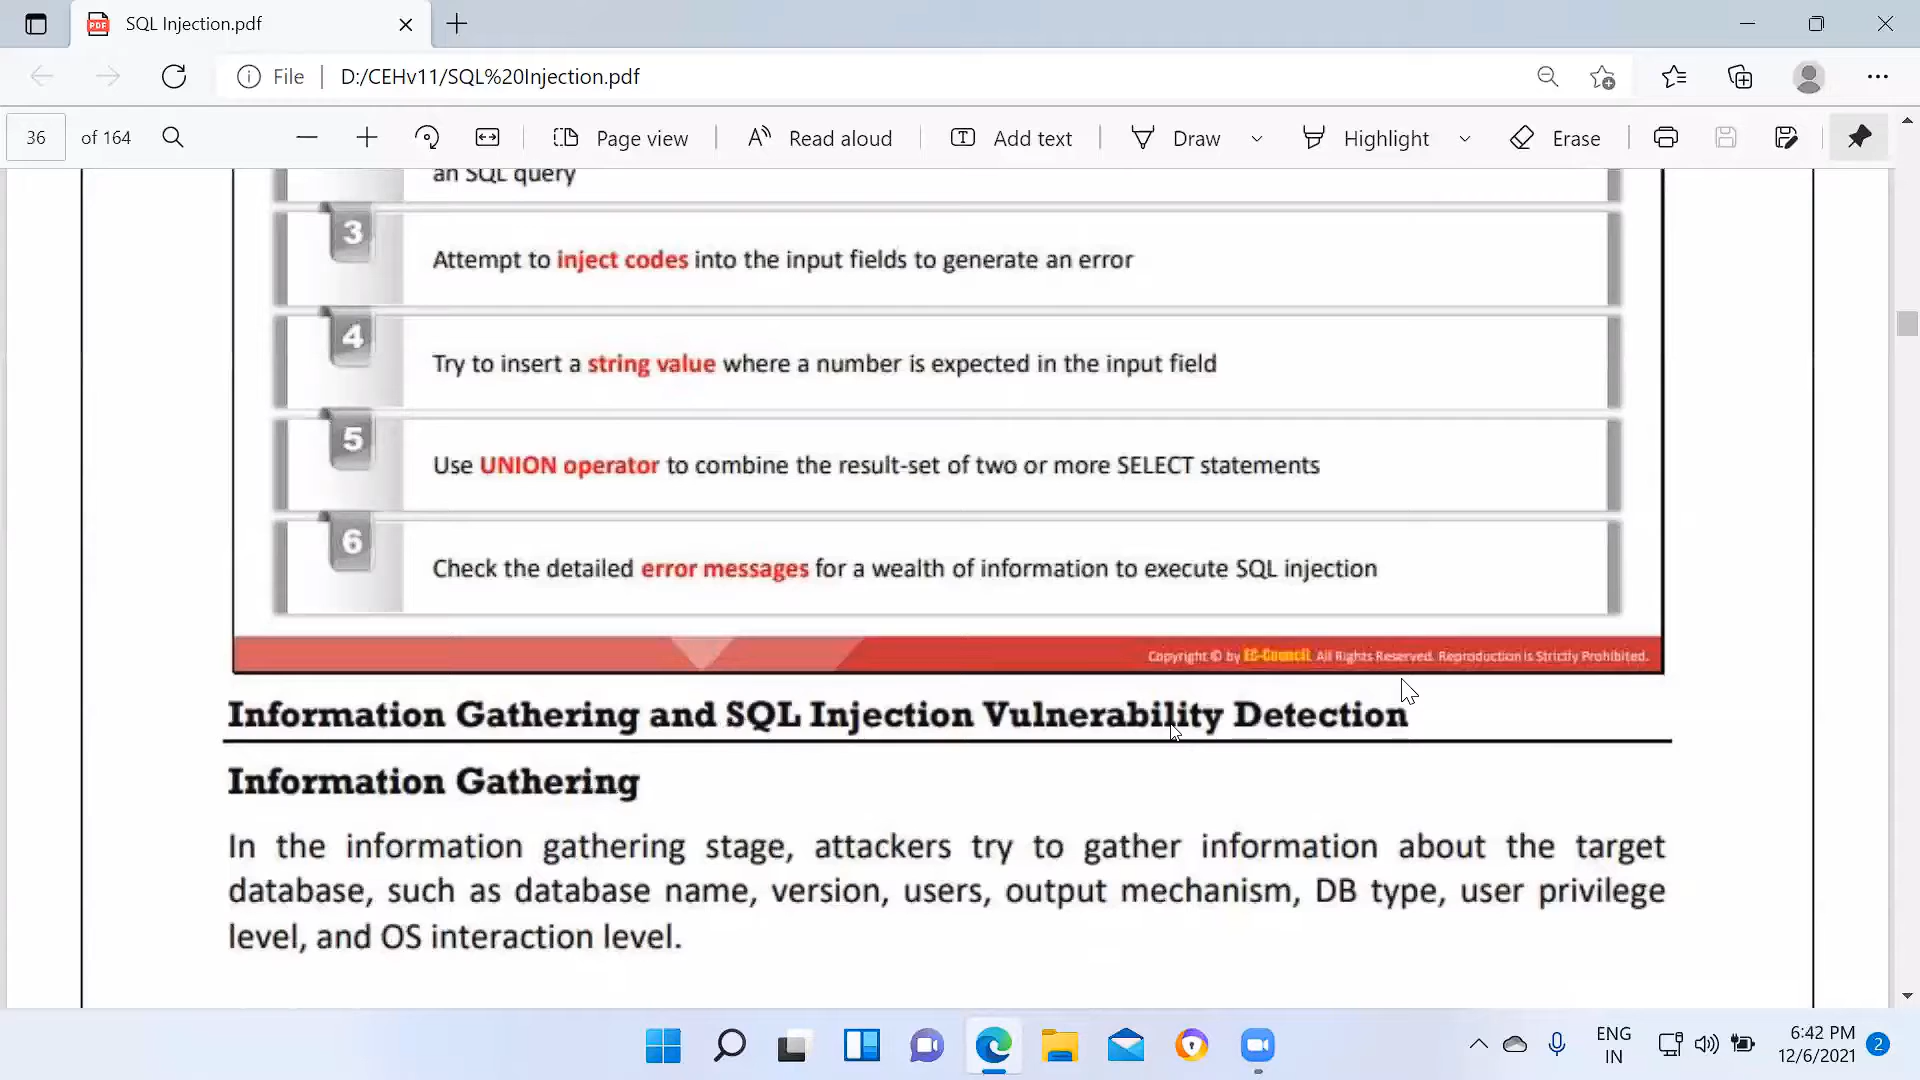 SQL Injection.pdf
File
D:/CEHv11/SQL%20Injection.pdf
36 of 164
Page view
A) Read aloud
Add text
Draw
Highlight
Erase
an SQL query
3
Attempt to inject codes into the input fields to generate an error
4
Try to insert a string value where a number is expected in the input field
5
Use UNION operator to combine the result-set of two or more SELECT statements
6
Check the detailed error messages for a wealth of information to execute SQL injection
Copyright © by EC-Council. All Rights Reserved. Reproduction is Strictly Prohibited.
Information Gathering and SQL Injection Vulnerability Detection
Information Gathering
In the information gathering stage, attackers try to gather information about the target
database, such as database name, version, users, output mechanism, DB type, user privilege
level, and OS interaction level.
ENG
IN
6:42 PM
12/6/2021
2